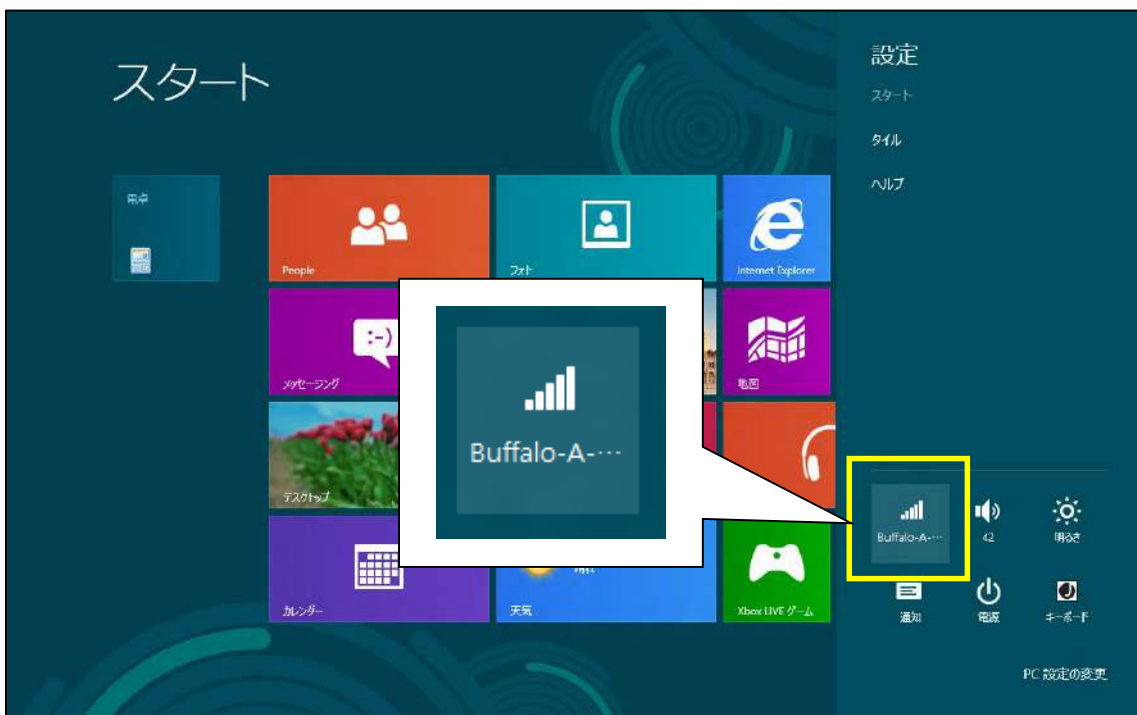 スタート
電卓
People
フォト
Internet Explorer
メッセージング
地図
デスクトップ
カレンダー
天気
Xbox LIVE ゲーム
:-)
Buffalo-A-…
設定
スタート
タイル
ヘルプ
Buffalo-A-…
42
明るさ
通知
電源
キーボード
PC 設定の変更